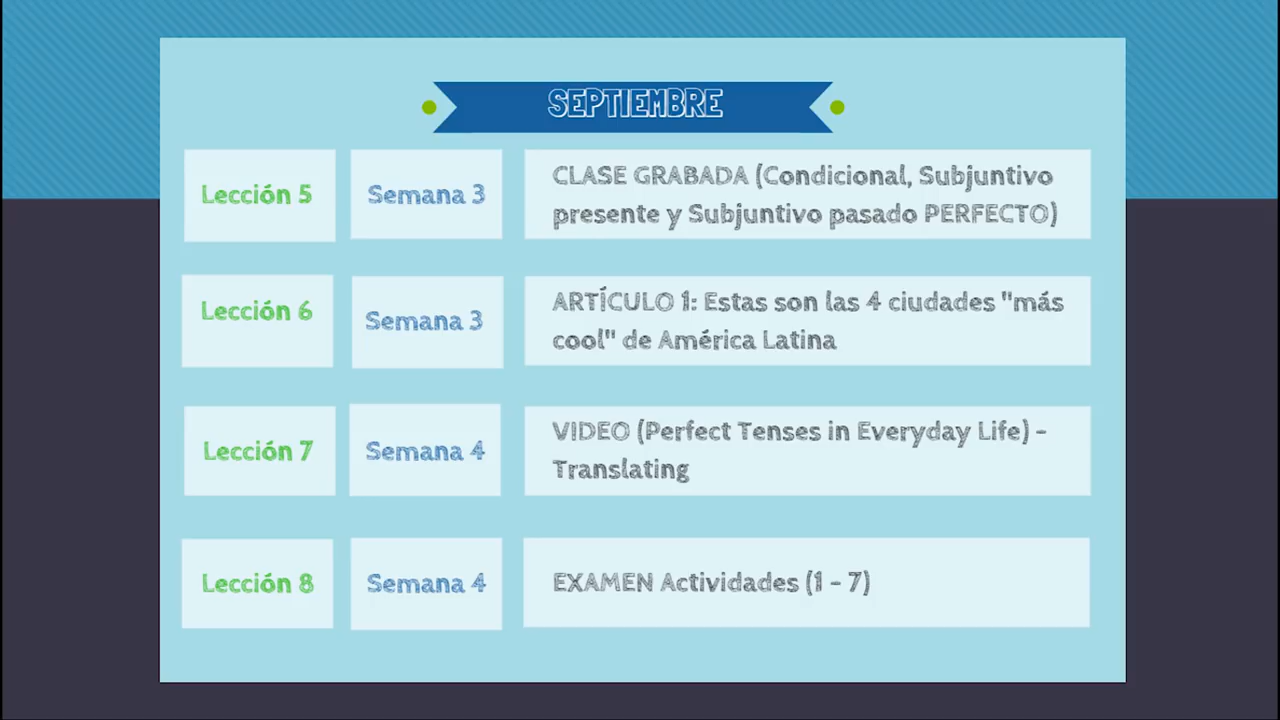 SEPTIEMBRE
Lección 5
Semana 3
CLASE GRABADA (Condicional, Subjuntivo
presente y Subjuntivo pasado PERFECTO)
Lección 6
Semana 3
ARTÍCULO 1: Estas son las 4 ciudades "más
cool" de América Latina
Lección 7
Semana 4
VIDEO (Perfect Tenses in Everyday Life) -
Translating
Lección 8
Semana 4
EXAMEN Actividades (1 - 7)